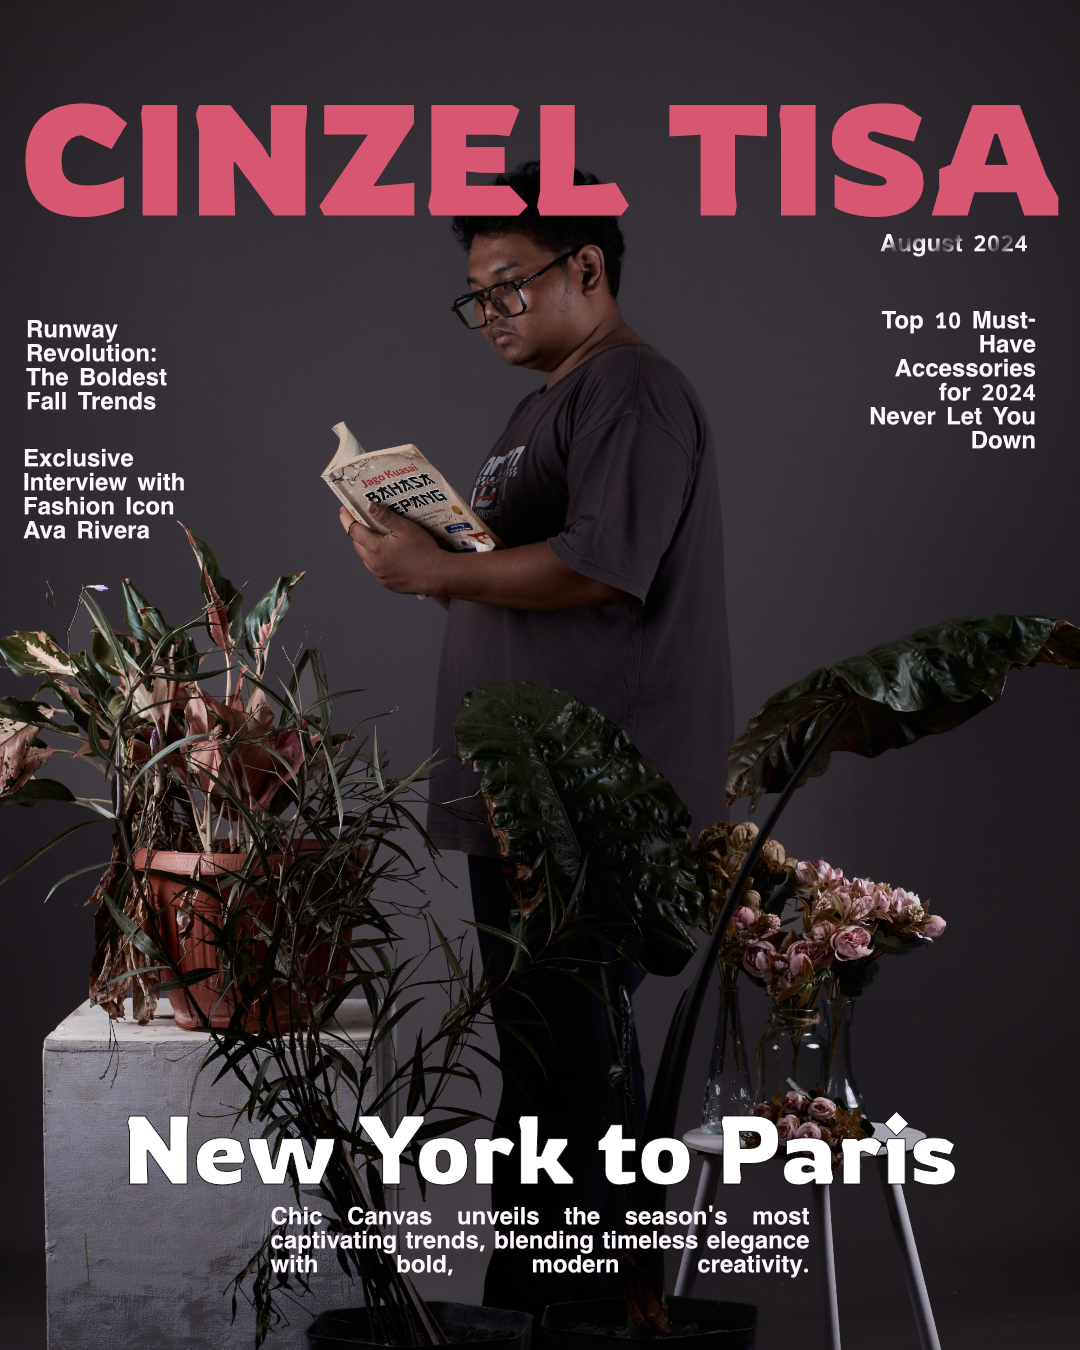 CINZEL TISA
August 2024
Runway
Revolution:
The Boldest
Fall Trends
Exclusive
Interview with
Fashion Icon
Ava Rivera
Top 10 Must-
Have
Accessories
for 2024
Never Let You
Down
Jago Kuasai
BAHASA
EPANG
New York to Paris
Chic Canvas unveils the season's most
captivating trends, blending timeless elegance
with bold, modern creativity.